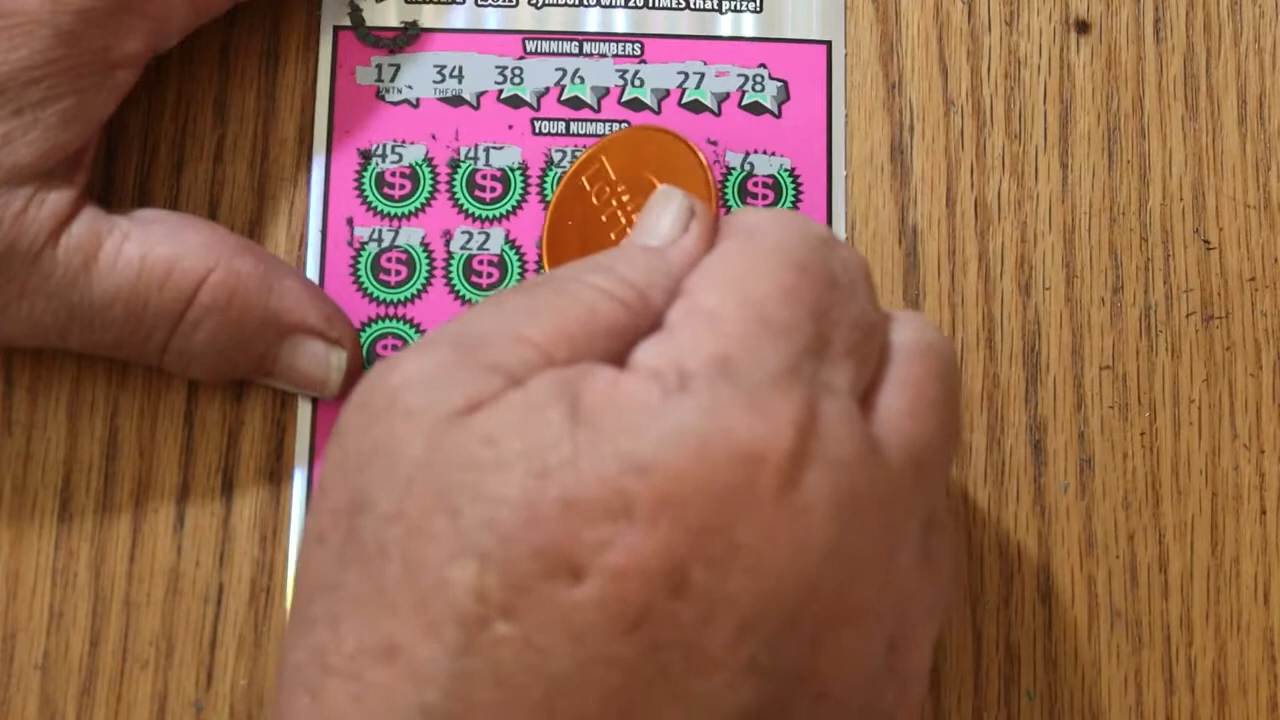 symbol to win 20 TIMES that prize!
WINNING NUMBERS
17 34 38 26 36 27 28
THFOR
YOUR NUMBERS
45 41 25 6
47 22